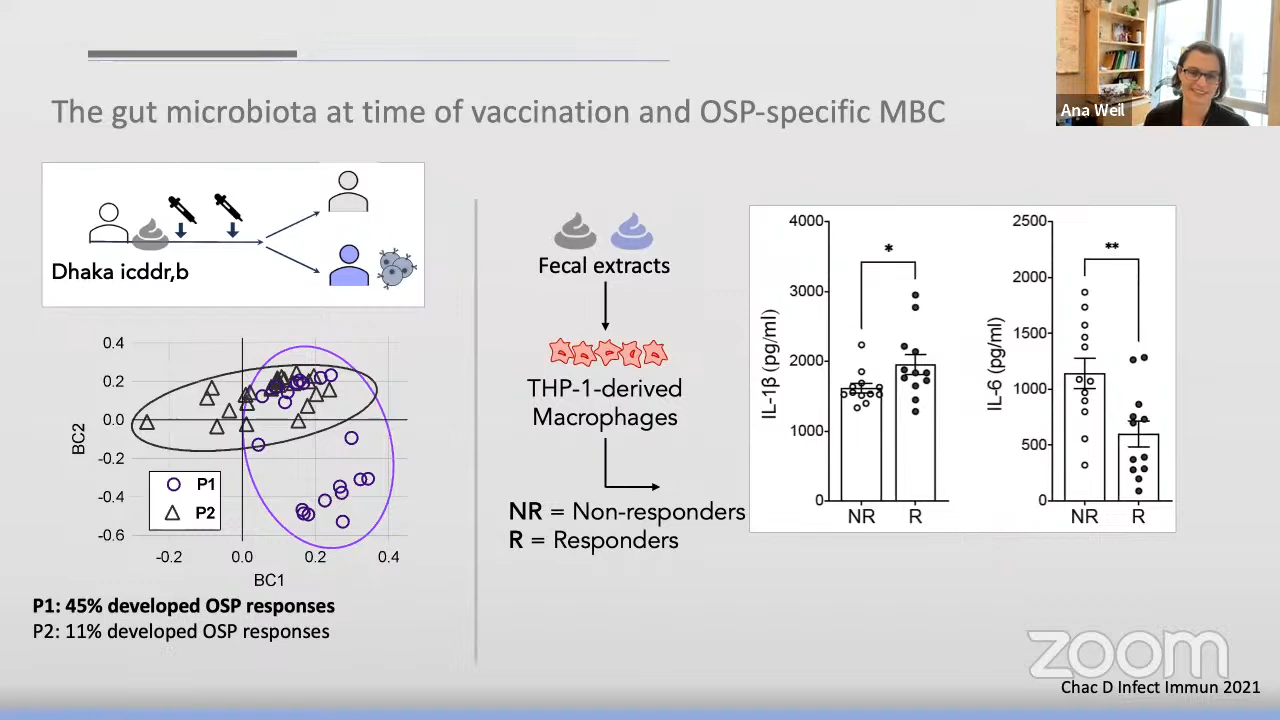 The gut microbiota at time of vaccination and OSP-specific MBC
Ana Weil
Dhaka icddr,b
0.4
0.2
0.0
-0.2
-0.4
-0.6
BC2
-0.2
0.0
0.2
0.4
BC1
P1
P2
P1: 45% developed OSP responses
P2: 11% developed OSP responses
Fecal extracts
THP-1-derived
Macrophages
NR = Non-responders
R = Responders
4000
3000
2000
1000
0
IL-1β (pg/ml)
*
NR
R
2500
2000
1500
1000
500
0
IL-6 (pg/ml)
**
NR
R
zoom
Chac D Infect Immun 2021